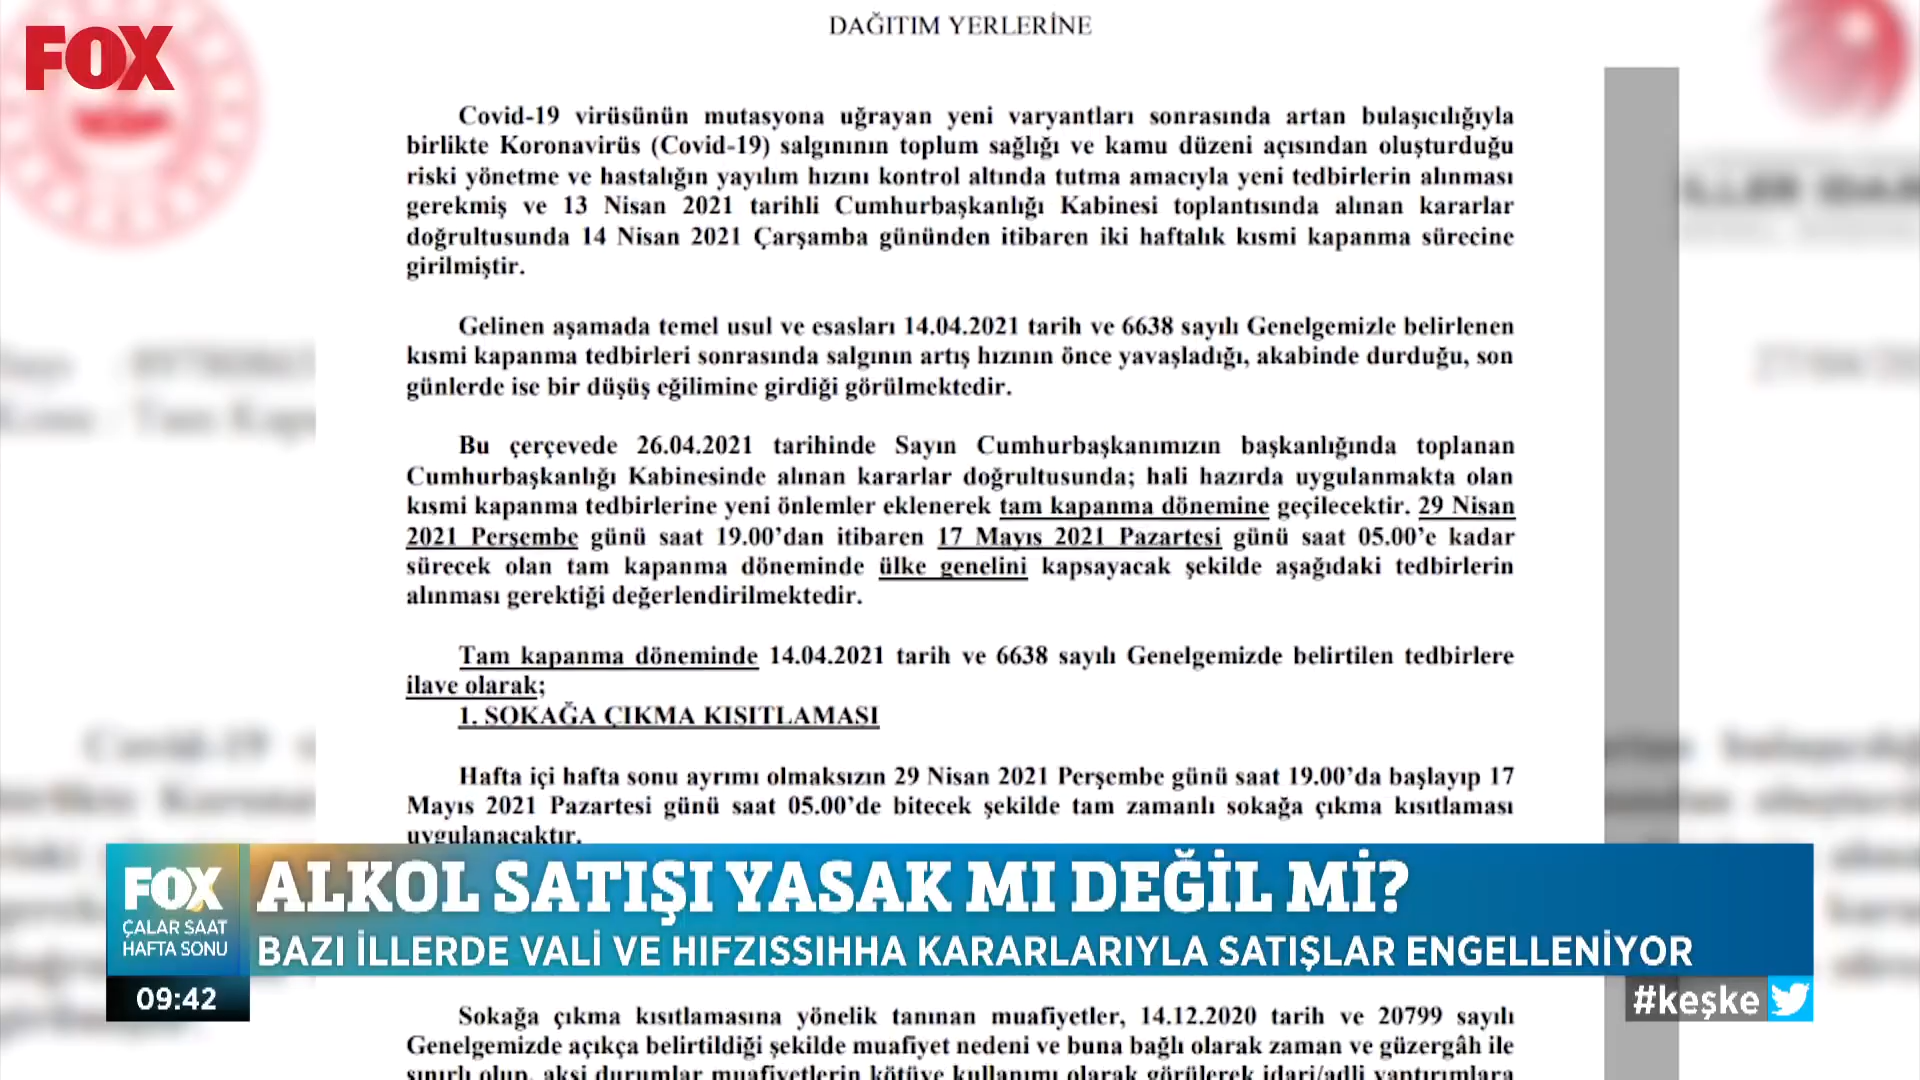 FOX
DAĞITIM YERLERİNE
Covid-19 virüsünün mutasyona uğrayan yeni varyantları sonrasında artan bulaşıcılığıyla
birlikte Koronavirüs (Covid-19) salgınının toplum sağlığı ve kamu düzeni açısından oluşturduğu
riski yönetme ve hastalığın yayılım hızını kontrol altında tutma amacıyla yeni tedbirlerin alınması
gerekmiş ve 13 Nisan 2021 tarihli Cumhurbaşkanlığı Kabinesi toplantısında alınan kararlar
doğrultusunda 14 Nisan 2021 Çarşamba gününden itibaren iki haftalık kısmi kapanma sürecine
girilmiştir.
Gelinen aşamada temel usul ve esasları 14.04.2021 tarih ve 6638 sayılı Genelgemizle belirlenen
kısmi kapanma tedbirleri sonrasında salgının artış hızının önce yavaşladığı, akabinde durduğu, son
günlerde ise bir düşüş eğilimine girdiği görülmektedir.
Bu çerçevede 26.04.2021 tarihinde Sayın Cumhurbaşkanımızın başkanlığında toplanan
Cumhurbaşkanlığı Kabinesinde alınan kararlar doğrultusunda; hali hazırda uygulanmakta olan
kısmi kapanma tedbirlerine yeni önlemler eklenerek tam kapanma dönemine geçilecektir. 29 Nisan
2021 Perşembe günü saat 19.00’dan itibaren 17 Mayıs 2021 Pazartesi günü saat 05.00’e kadar
sürecek olan tam kapanma döneminde ülke genelini kapsayacak şekilde aşağıdaki tedbirlerin
alınması gerektiği değerlendirilmektedir.
Tam kapanma döneminde 14.04.2021 tarih ve 6638 sayılı Genelgemizde belirtilen tedbirlere
ilave olarak;
1. SOKAĞA ÇIKMA KISITLAMASI
Hafta içi hafta sonu ayrımı olmaksızın 29 Nisan 2021 Perşembe günü saat 19.00’da başlayıp 17
Mayıs 2021 Pazartesi günü saat 05.00’de bitecek şekilde tam zamanlı sokağa çıkma kısıtlaması
uygulanacaktır.
FOX
ÇALAR SAAT
HAFTA SONU
09:42
ALKOL SATIŞI YASAK MI DEĞİL Mİ?
BAZI İLLERDE VALİ VE HIFZISSIHHA KARARLARIYLA SATIŞLAR ENGELLENİYOR
#keşke
Sokağa çıkma kısıtlamasına yönelik tanınan muafiyetler, 14.12.2020 tarih ve 20799 sayılı
Genelgemizde açıkça belirtildiği şekilde muafiyet nedeni ve buna bağlı olarak zaman ve güzergâh ile
sınırlı olup, aksi durumlar muafiyetlerin kötüye kullanımı olarak görülerek idari/adli yaptırımlara